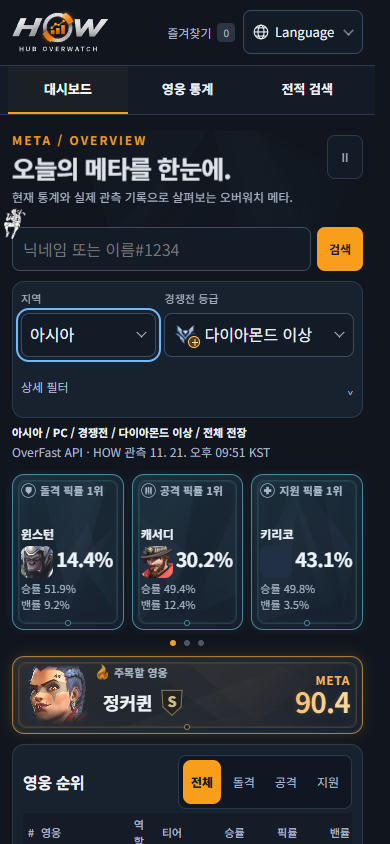 HOW
HUB OVERWATCH
즐겨찾기 0
Language
대시보드 영웅 통계 전적 검색
META / OVERVIEW
오늘의 메타를 한눈에.
현재 통계와 실제 관측 기록으로 살펴보는 오버워치 메타.
닉네임 또는 이름#1234 검색
지역 경쟁전 등급
아시아 다이아몬드 이상
상세 필터
아시아 / PC / 경쟁전 / 다이아몬드 이상 / 전체 전장
OverFast API · HOW 관측 11. 21. 오후 09:51 KST
돌격 픽률 1위
윈스턴
14.4%
승률 51.9%
밴률 9.2%
공격 픽률 1위
캐서디
30.2%
승률 49.4%
밴률 12.4%
지원 픽률 1위
키리코
43.1%
승률 49.8%
밴률 3.5%
주목할 영웅
정커퀸 S
META
90.4
영웅 순위
전체 돌격 공격 지원
# 영웅 역할 티어 승률 픽률 밴률